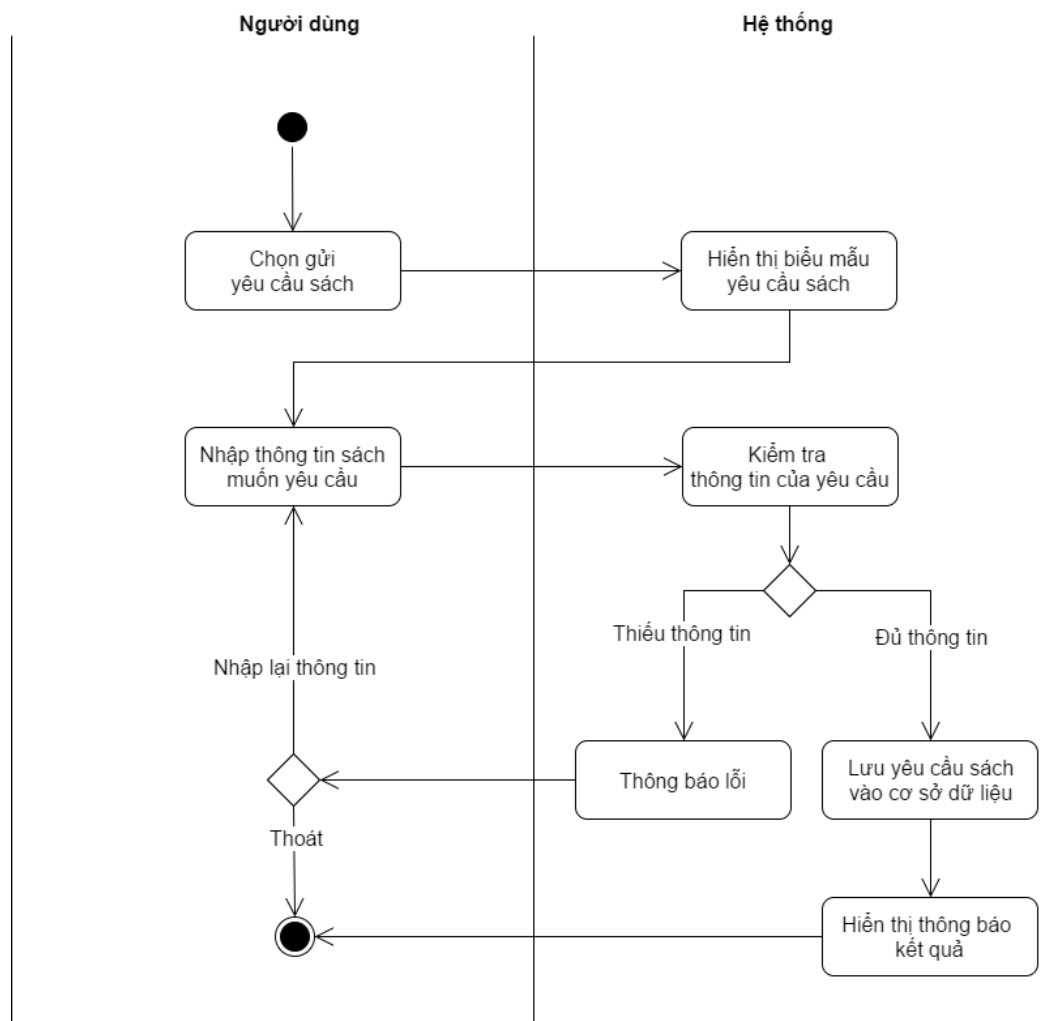 Người dùng
Hệ thống
Chọn gửi
yêu cầu sách
Hiển thị biểu mẫu
yêu cầu sách
Nhập thông tin sách
muốn yêu cầu
Kiểm tra
thông tin của yêu cầu
Thiếu thông tin
Đủ thông tin
Nhập lại thông tin
Thông báo lỗi
Lưu yêu cầu sách
vào cơ sở dữ liệu
Thoát
Hiển thị thông báo
kết quả